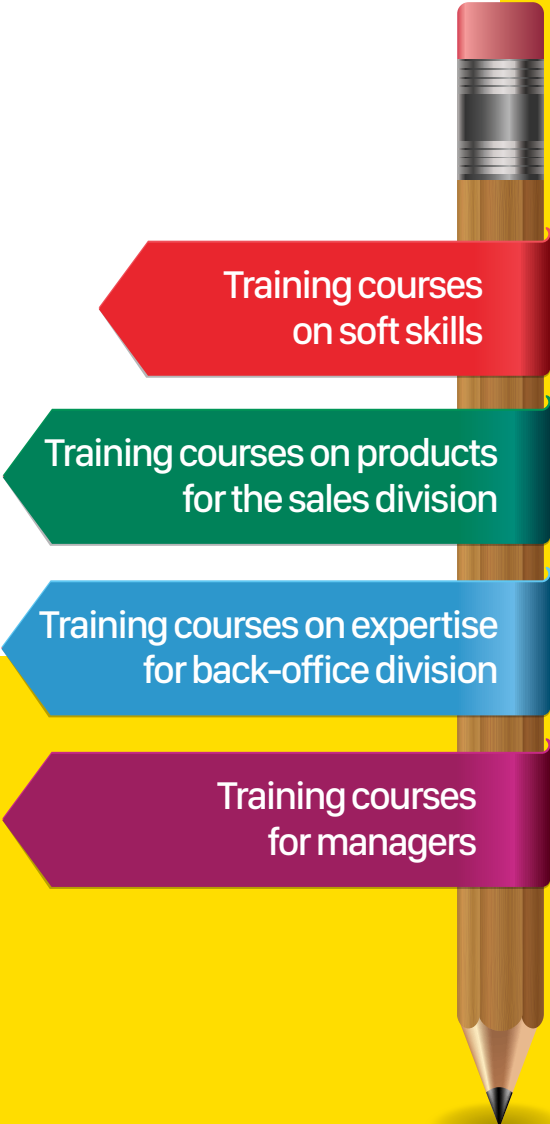 Training courses
on soft skills
Training courses on products
for the sales division
Training courses on expertise
for back-office division
Training courses
for managers